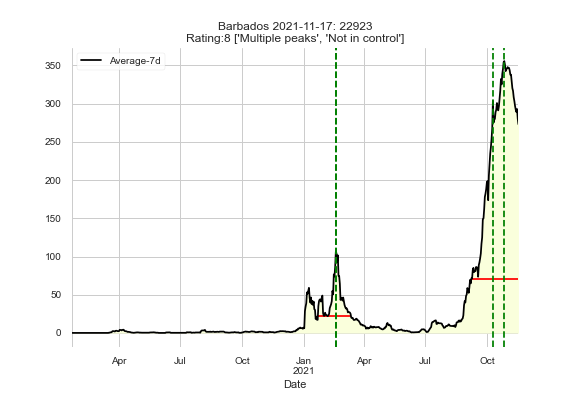 Barbados 2021-11-17: 22923
Rating:8 ['Multiple peaks', 'Not in control']
Average-7d
350
300
250
200
150
100
50
0
Apr Jul Oct Jan Apr Jul Oct
2021
Date